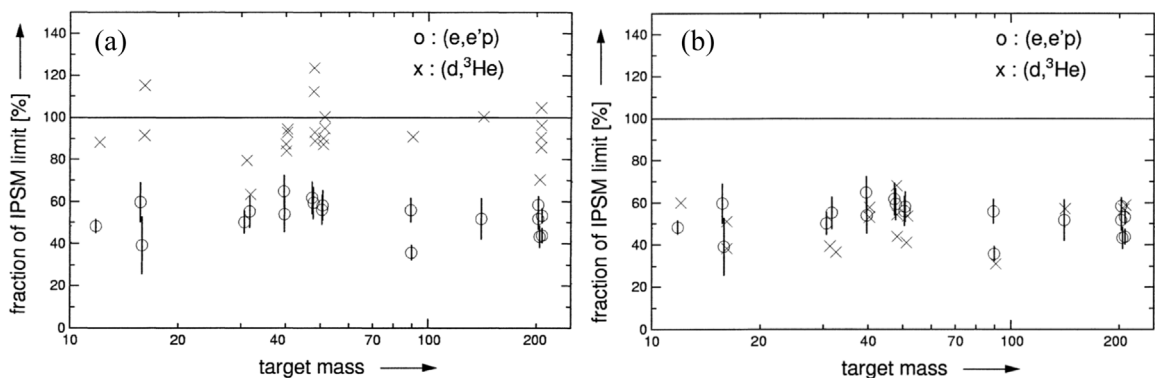 (a)
o : (e,e'p)
x : (d,³He)
fraction of IPSM limit [%]
140
120
100
80
60
40
20
0
10
20
40
100
200
target mass
(b)
o : (e,e'p)
x : (d,³He)
fraction of IPSM limit [%]
140
120
100
80
60
40
20
0
10
20
40
100
200
target mass